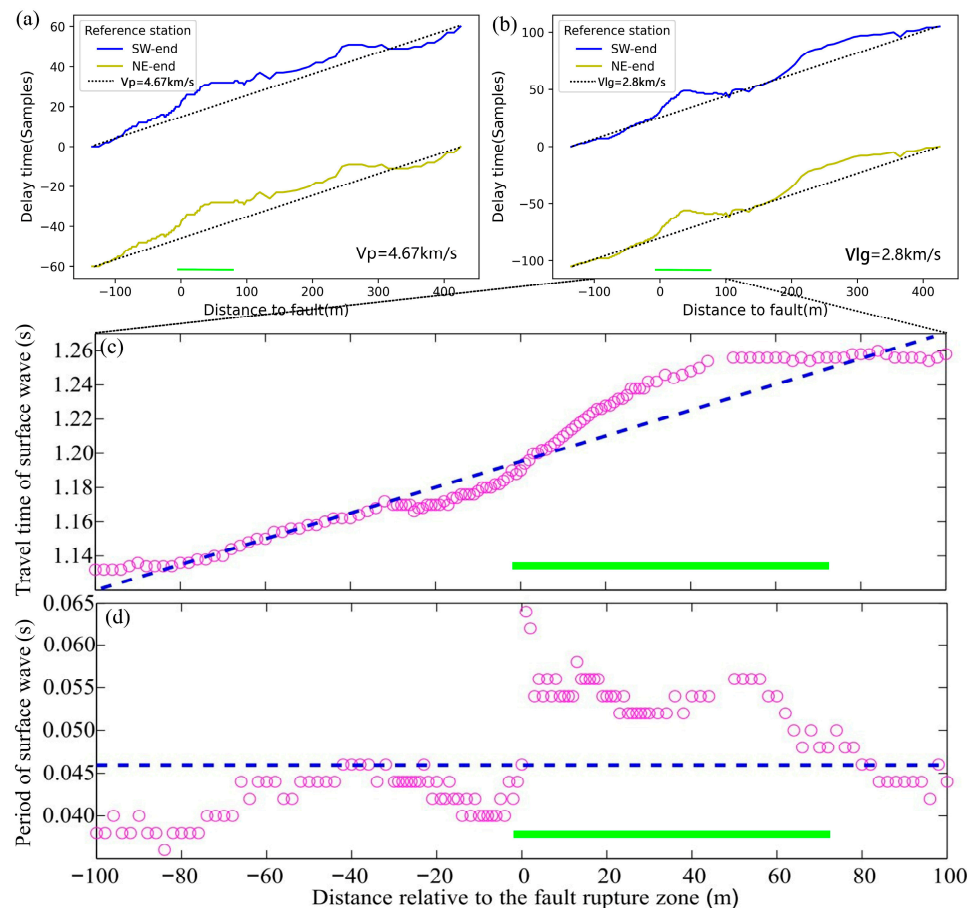 (a)
Reference station
SW-end
NE-end
Vp=4.67km/s
60
40
20
0
−20
−40
−60
Delay time(Samples)
Vp=4.67km/s
−100 0 100 200 300 400
Distance to fault(m)
(b)
Reference station
SW-end
NE-end
Vlg=2.8km/s
100
50
0
−50
−100
Delay time(Samples)
Vlg=2.8km/s
−100 0 100 200 300 400
Distance to fault(m)
(c)
1.26
1.24
1.20
1.18
1.16
1.14
Travel time of surface wave (s)
(d)
0.065
0.060
0.055
0.050
0.045
0.040
Period of surface wave (s)
−100 −80 −60 −40 −20 0 20 40 60 80 100
Distance relative to the fault rupture zone (m)